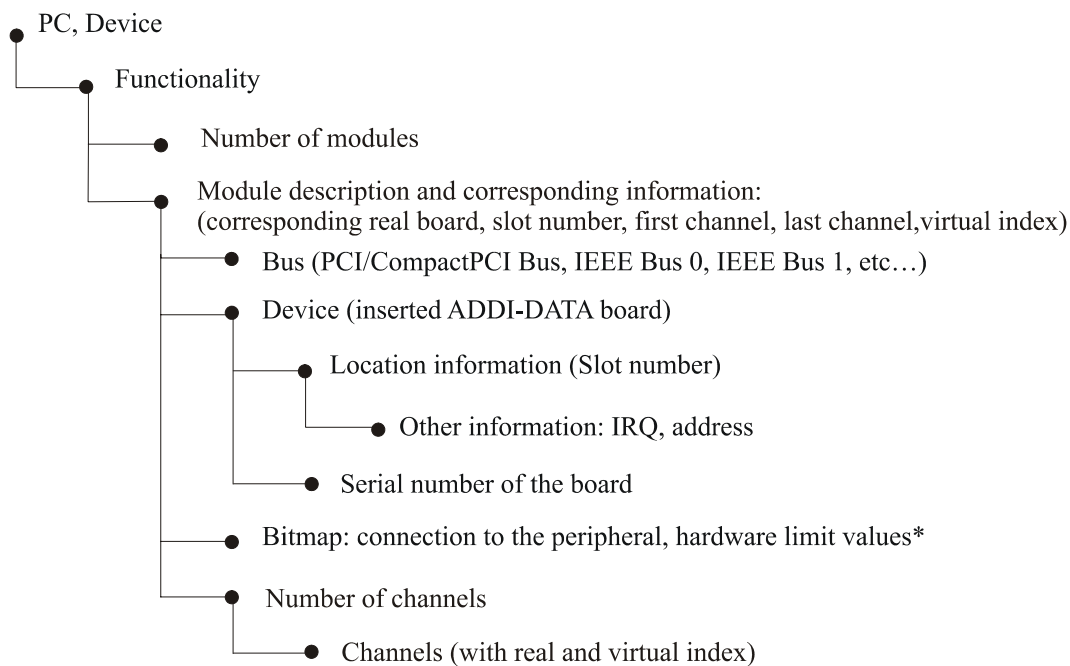 PC, Device
Functionality
Number of modules
Module description and corresponding information:
(corresponding real board, slot number, first channel, last channel,virtual index)
Bus (PCI/CompactPCI Bus, IEEE Bus 0, IEEE Bus 1, etc…)
Device (inserted ADDI-DATA board)
Location information (Slot number)
Other information: IRQ, address
Serial number of the board
Bitmap: connection to the peripheral, hardware limit values*
Number of channels
Channels (with real and virtual index)